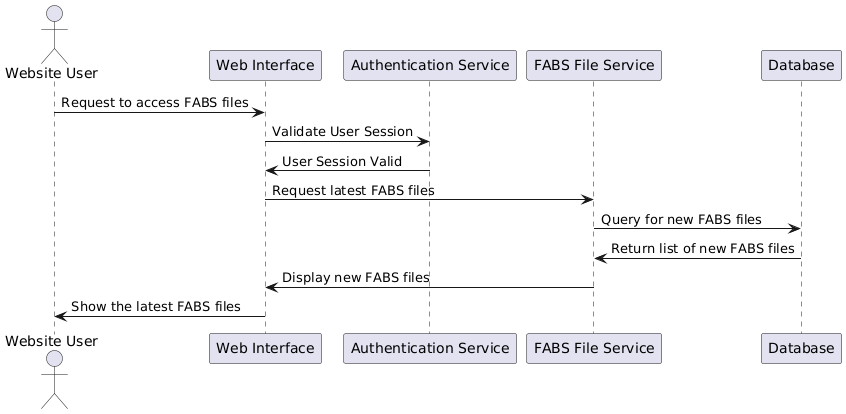 Website User
Web Interface
Authentication Service
FABS File Service
Database
Request to access FABS files
Validate User Session
User Session Valid
Request latest FABS files
Query for new FABS files
Return list of new FABS files
Display new FABS files
Show the latest FABS files
Website User
Web Interface
Authentication Service
FABS File Service
Database